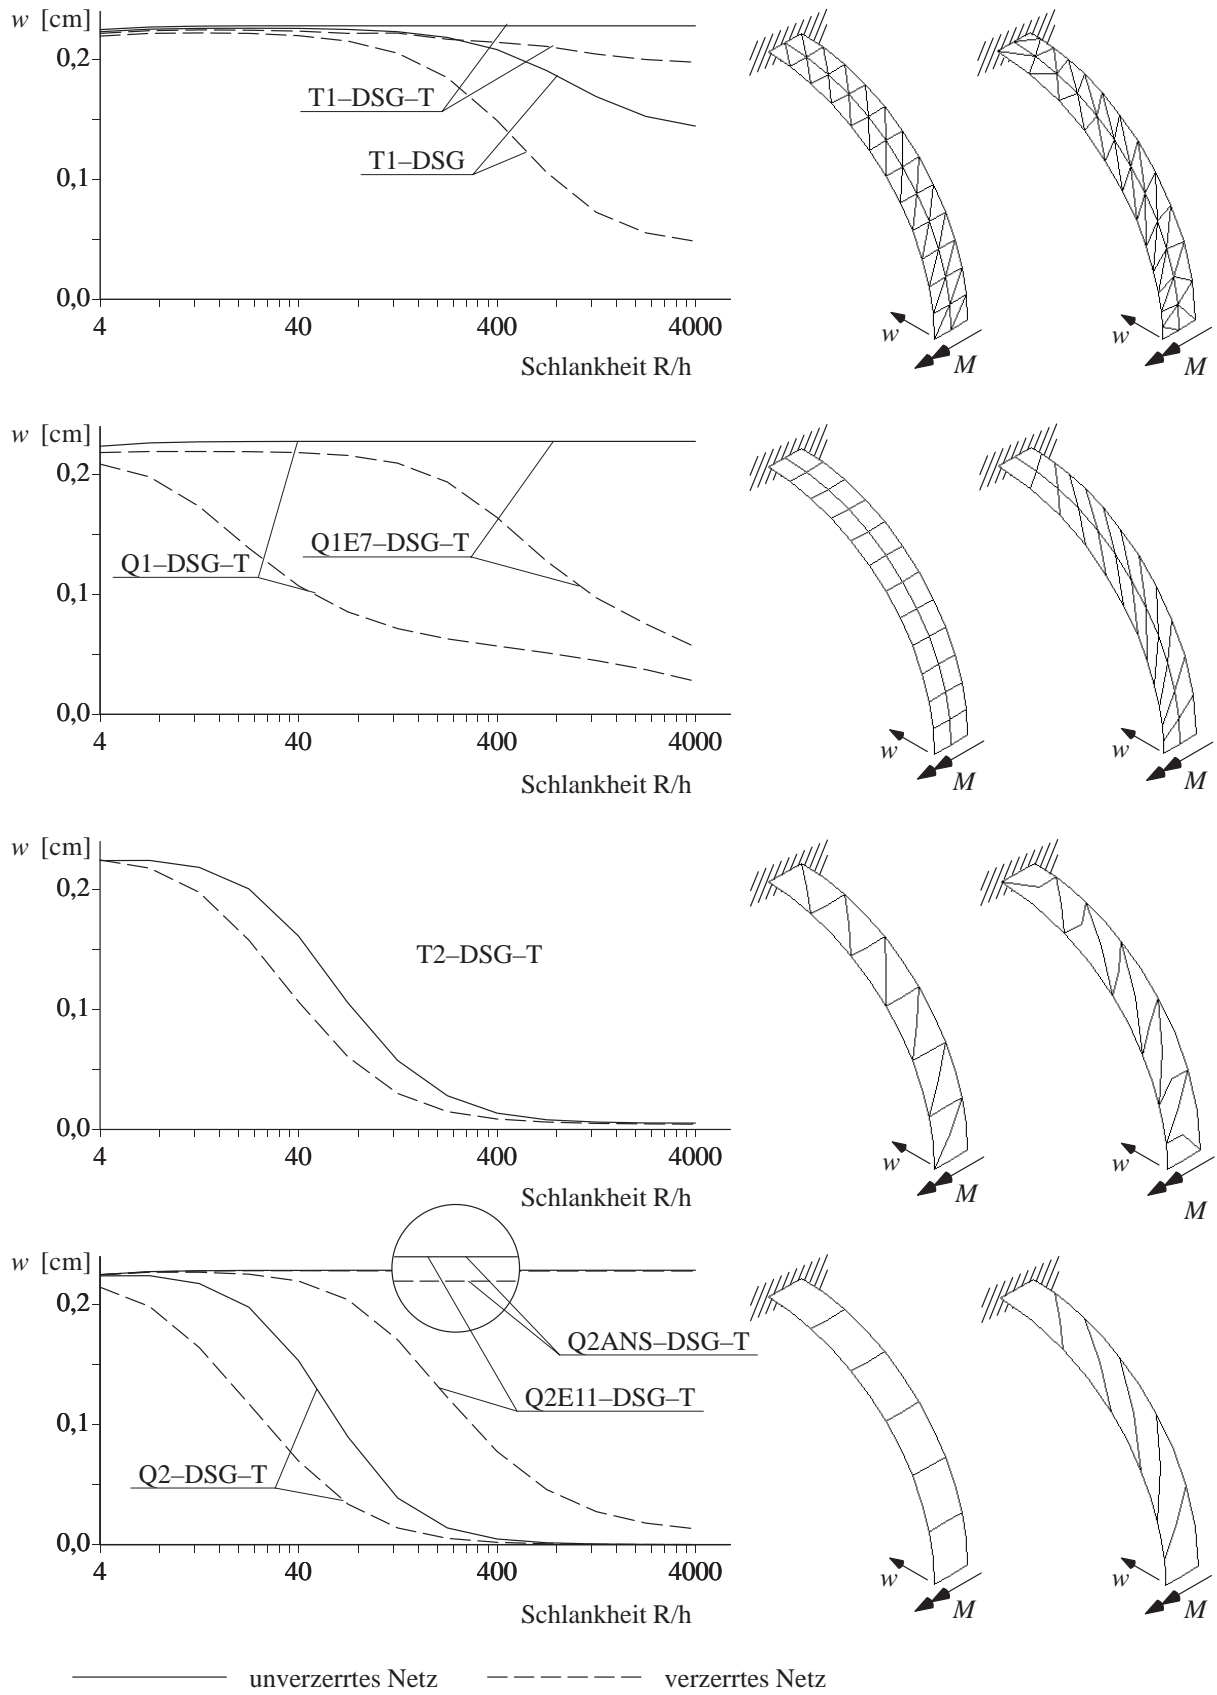 w [cm]
0,2
T1–DSG–T
T1–DSG
0,1
0,0
4 40 400 4000
Schlankheit R/h
w
M
w
M
w [cm]
0,2
Q1E7–DSG–T
Q1–DSG–T
0,1
0,0
4 40 400 4000
Schlankheit R/h
w
M
w
M
w [cm]
0,2
T2–DSG–T
0,1
0,0
4 40 400 4000
Schlankheit R/h
w
M
w
M
w [cm]
0,2
Q2ANS–DSG–T
Q2E11–DSG–T
0,1
Q2–DSG–T
0,0
4 40 400 4000
Schlankheit R/h
w
M
w
M
unverzerrtes Netz verzerrtes Netz